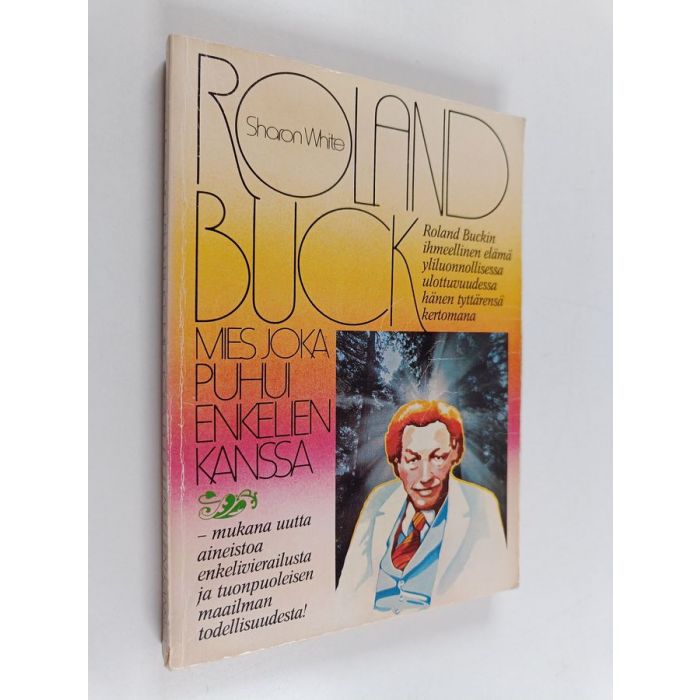 ROLAND
Sharon White
BUCK
Roland Buckin
ihmeellinen elämä
yliluonnollisessa
ulottuvuudessa
hänen tyttärensä
kertomana
MIES JOKA
PUHUI
ENKELIEN
KANSSA
– mukana uutta
aineistoa
enkelivierailusta
ja tuonpuoleisen
maailman
todellisuudesta!